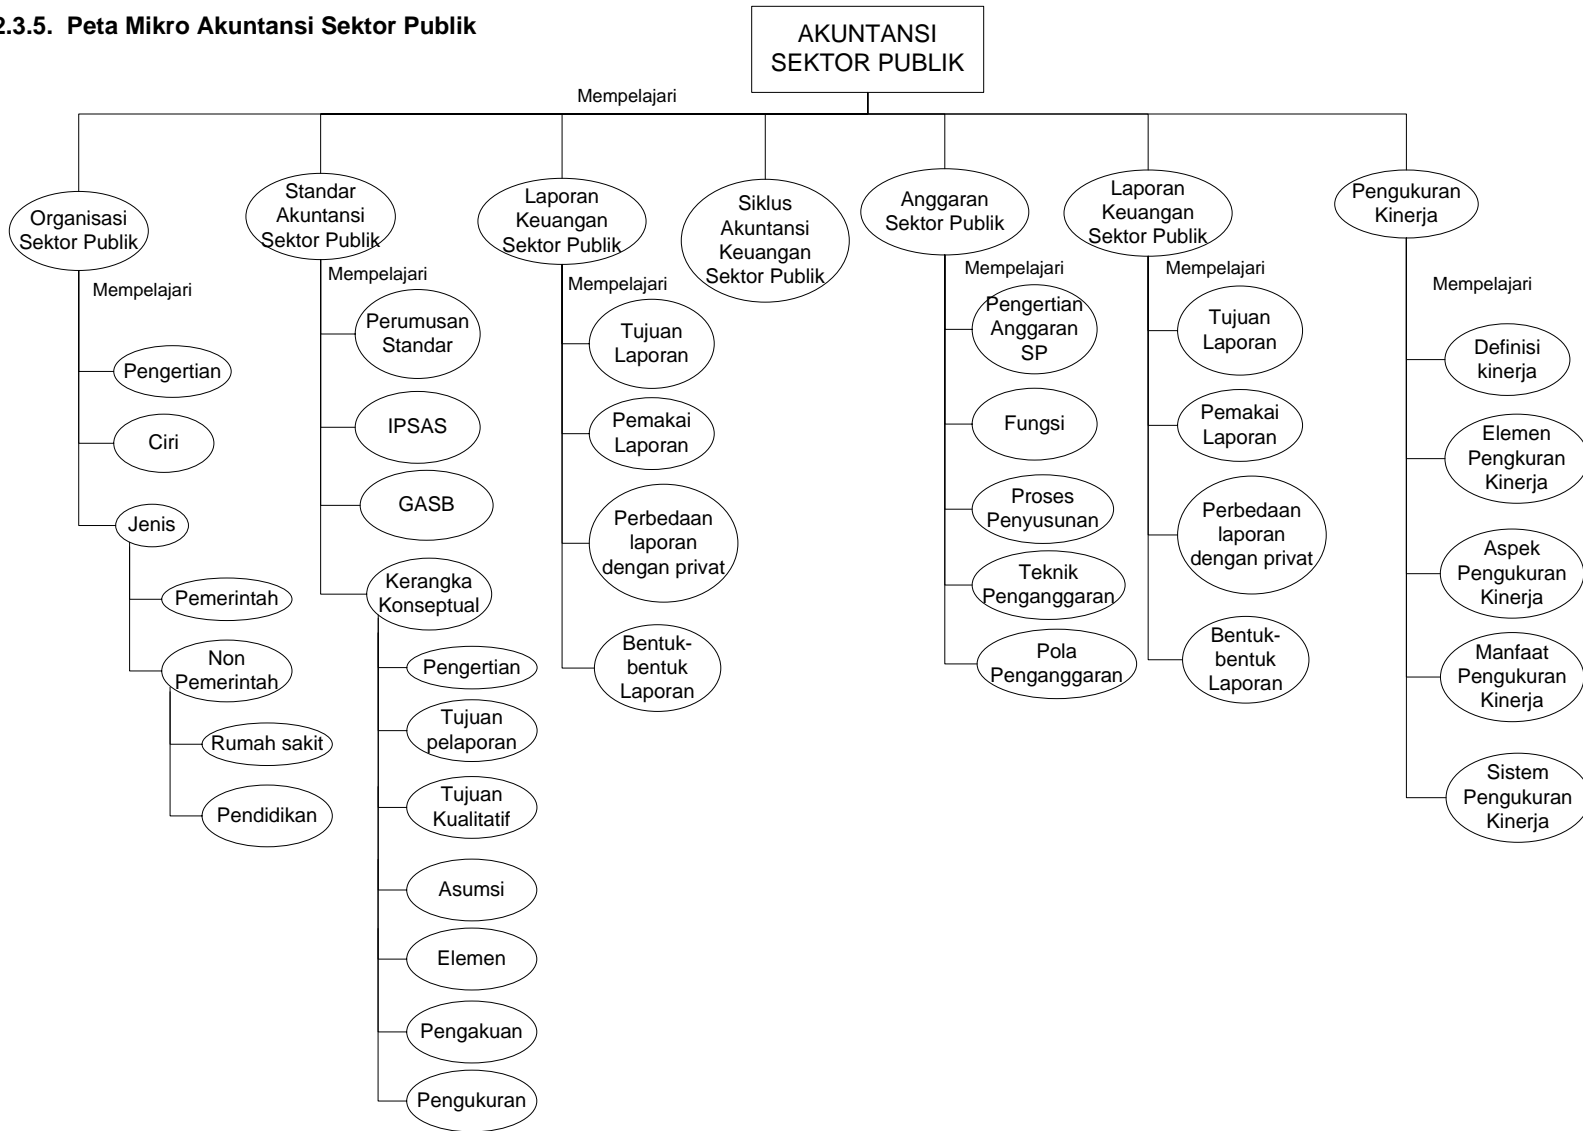 2.3.5. Peta Mikro Akuntansi Sektor Publik
AKUNTANSI
SEKTOR PUBLIK
Mempelajari
Organisasi
Sektor Publik
Mempelajari
Pengertian
Ciri
Jenis
Pemerintah
Non
Pemerintah
Rumah sakit
Pendidikan
Standar
Akuntansi
Sektor Publik
Mempelajari
Perumusan
Standar
IPSAS
GASB
Kerangka
Konseptual
Pengertian
Tujuan
pelaporan
Tujuan
Kualitatif
Asumsi
Elemen
Pengakuan
Pengukuran
Laporan
Keuangan
Sektor Publik
Mempelajari
Tujuan
Laporan
Pemakai
Laporan
Perbedaan
laporan
dengan privat
Bentuk-
bentuk
Laporan
Siklus
Akuntansi
Keuangan
Sektor Publik
Anggaran
Sektor Publik
Mempelajari
Pengertian
Anggaran
SP
Fungsi
Proses
Penyusunan
Teknik
Penganggaran
Pola
Penganggaran
Laporan
Keuangan
Sektor Publik
Mempelajari
Tujuan
Laporan
Pemakai
Laporan
Perbedaan
laporan
dengan privat
Bentuk-
bentuk
Laporan
Pengukuran
Kinerja
Mempelajari
Definisi
kinerja
Elemen
Pengkuran
Kinerja
Aspek
Pengukuran
Kinerja
Manfaat
Pengukuran
Kinerja
Sistem
Pengukuran
Kinerja